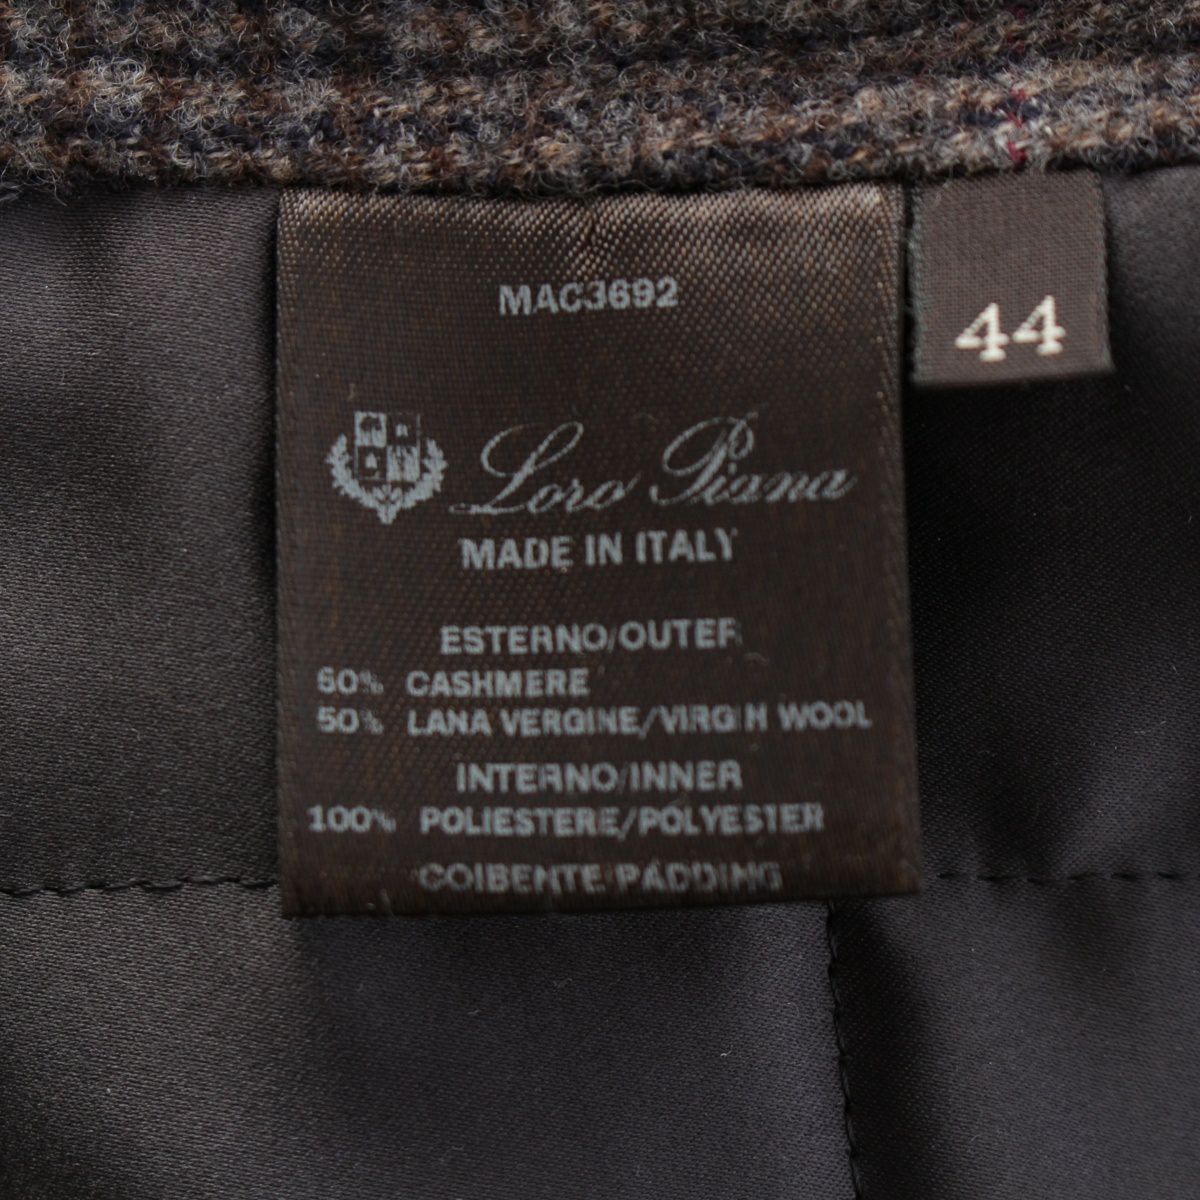 MAC3692
44
Loro Piana
MADE IN ITALY
ESTERNO/OUTER
50% CASHMERE
50% LANA VERGINE/VIRGIN WOOL
INTERNO/INNER
100% POLIESTERE/POLYESTER
COIBENTE/PADDING